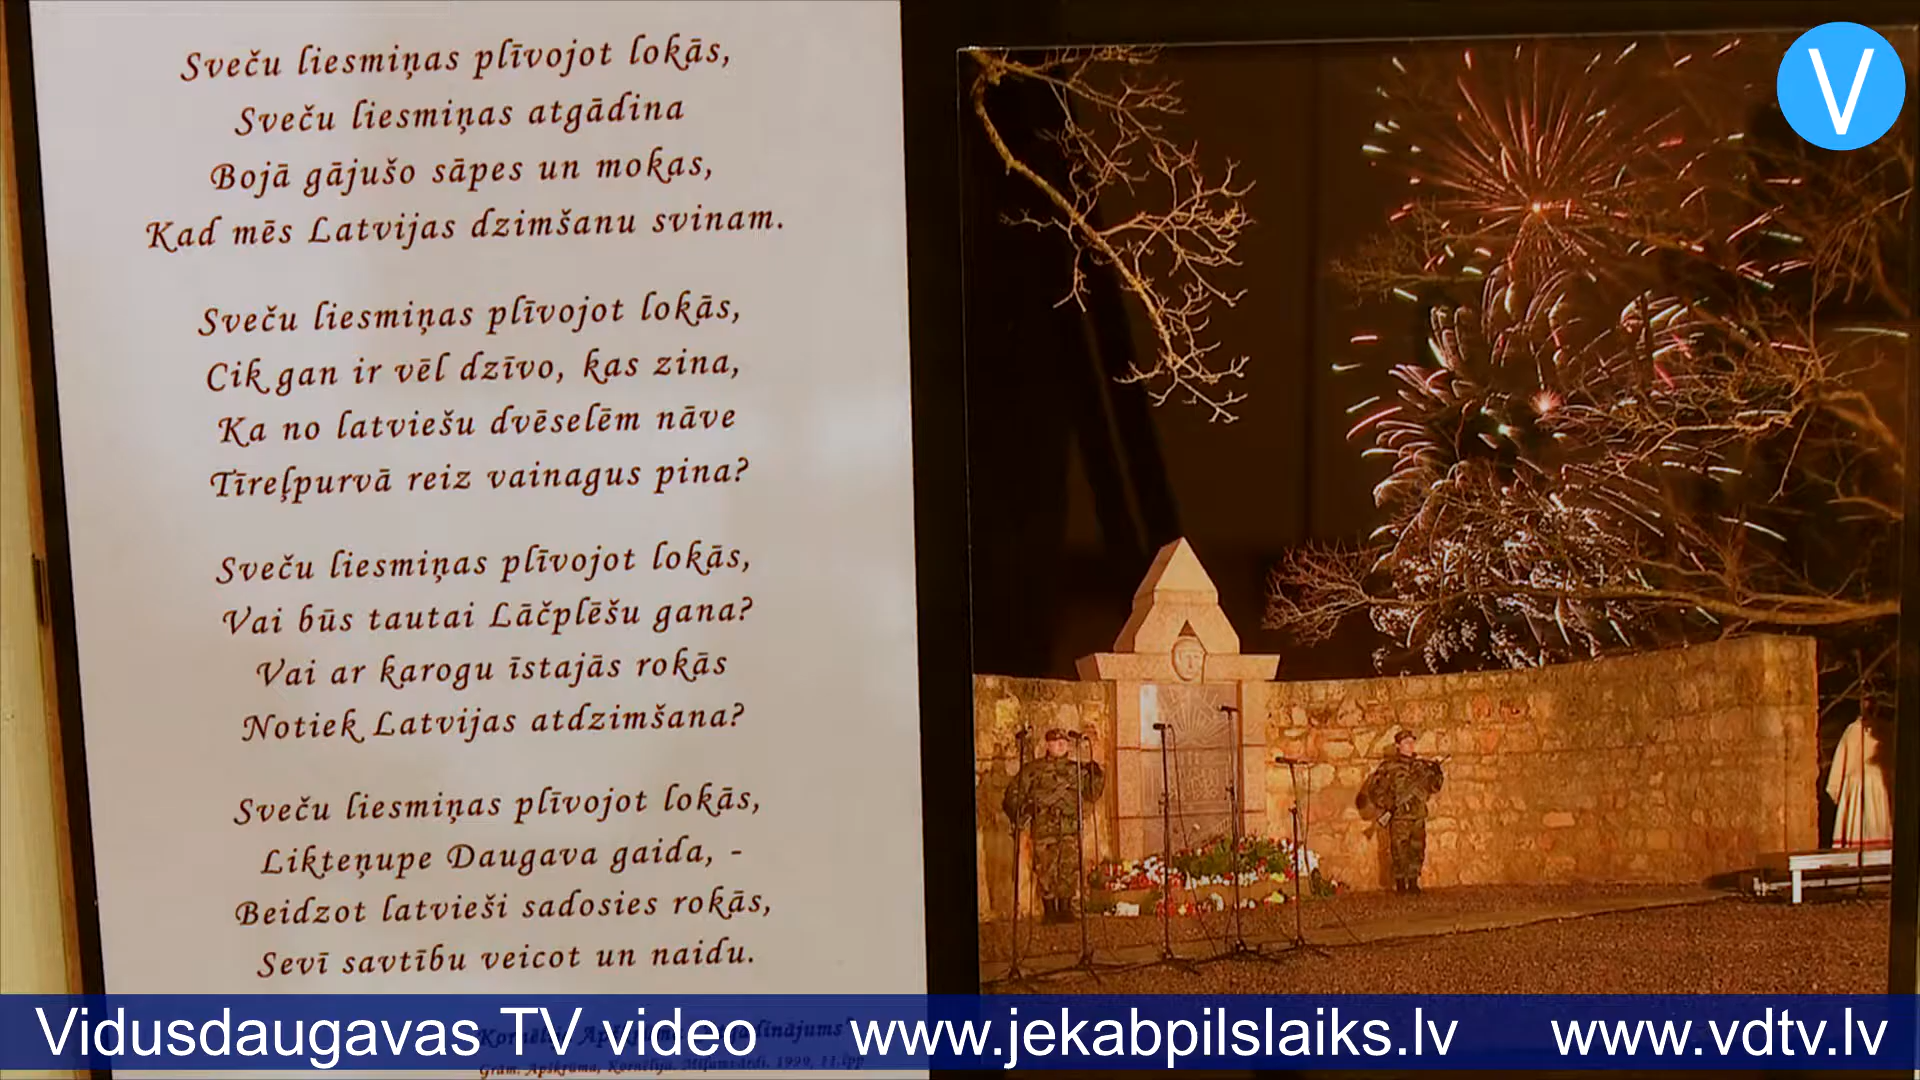 Sveču liesmiņas plīvojot lokās,
Sveču liesmiņas atgādina
Bojā gājušo sāpes un mokas,
Kad mēs Latvijas dzimšanu svinam.
Sveču liesmiņas plīvojot lokās,
Cik gan ir vēl dzīvo, kas zina,
Ka no latviešu dvēselēm nāve
Tīreļpurvā reiz vainagus pina?
Sveču liesmiņas plīvojot lokās,
Vai būs tautai Lāčplēšu gana?
Vai ar karogu īstajās rokās
Notiek Latvijas atdzimšana?
Sveču liesmiņas plīvojot lokās,
Likteņupe Daugava gaida, -
Beidzot latvieši sadosies rokās,
Sevī savtību veicot un naidu.
V
Vidusdaugavas TV video www.jekabpilslaiks.lv www.vdtv.lv
Grām. Apškrūma, Kornēlija.